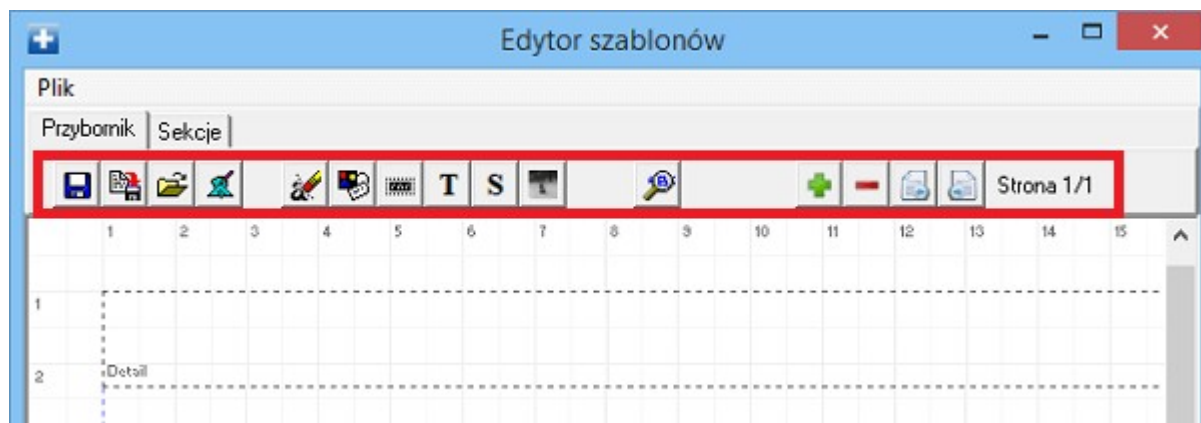 Edytor szablonów
Plik
Przybornik Sekcje
T S Strona 1/1
1 2 3 4 5 6 7 8 9 10 11 12 13 14 15
1
Detail
2